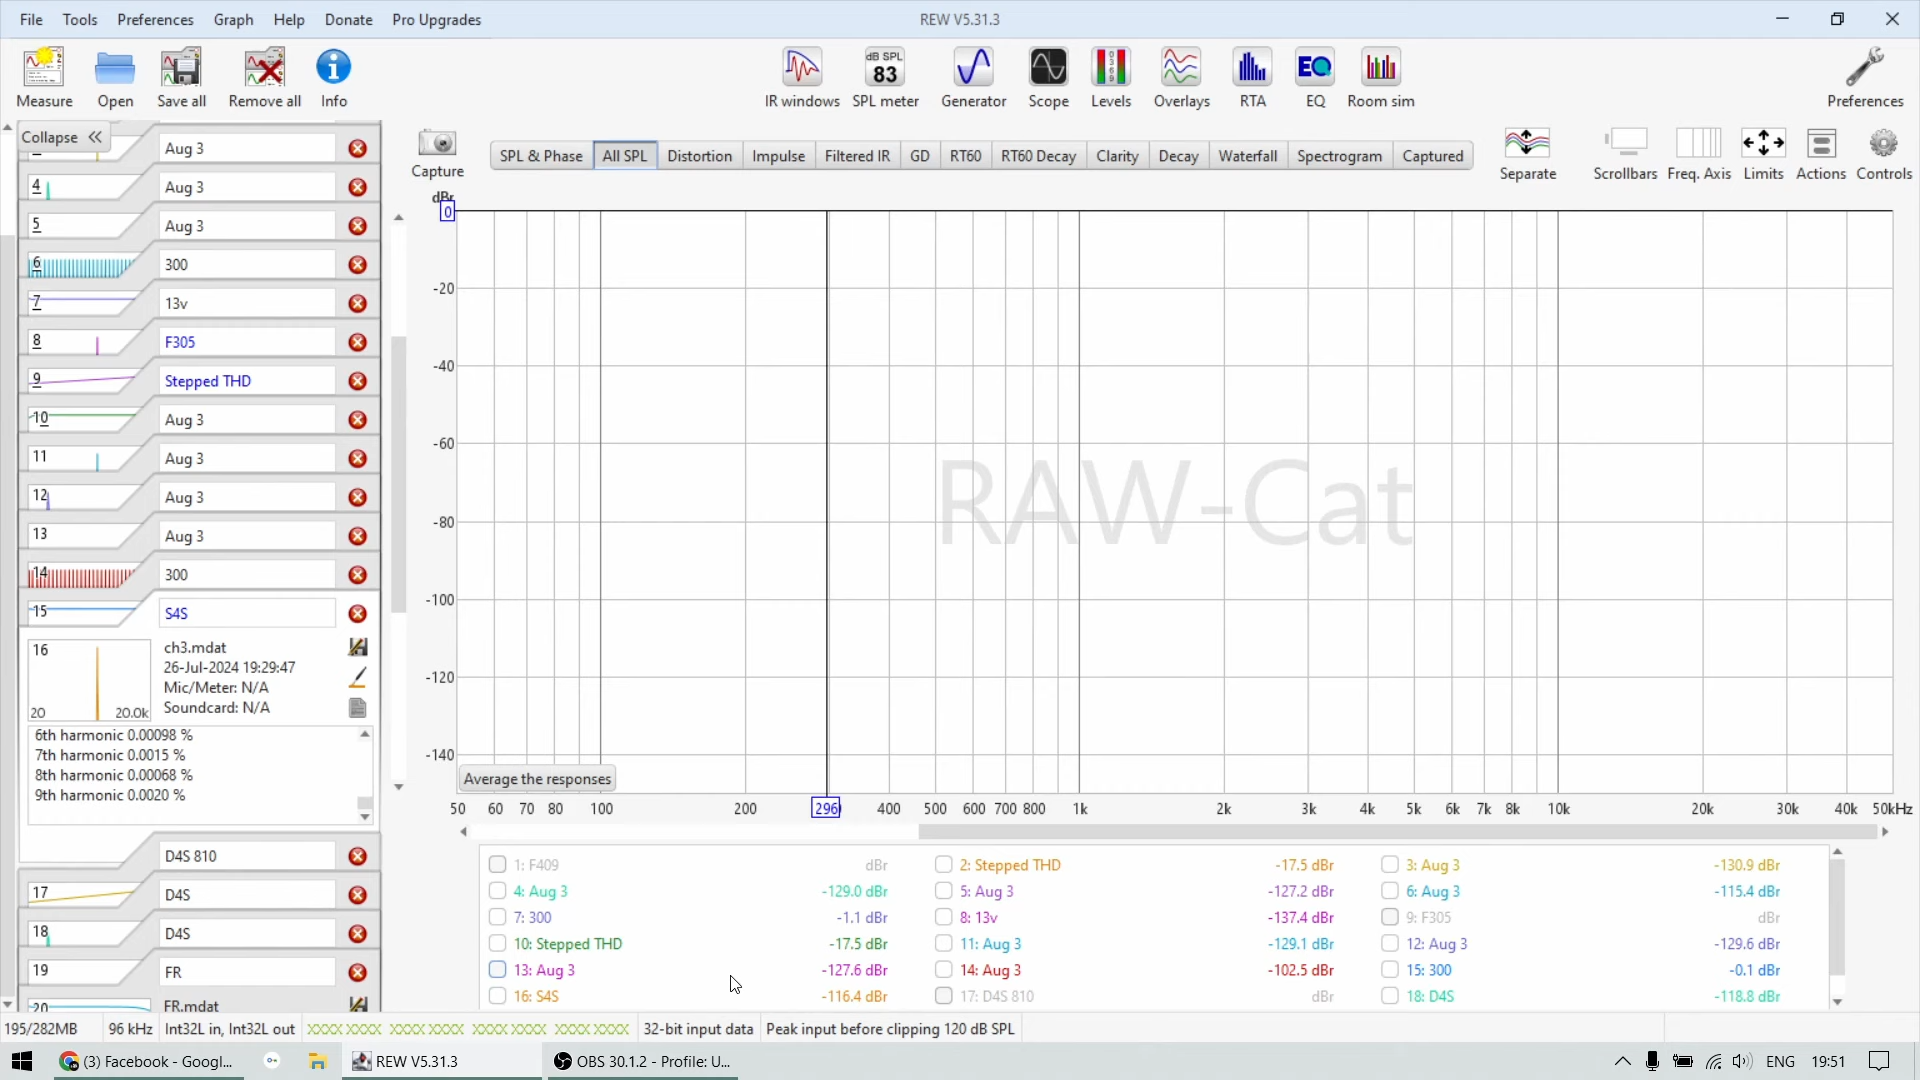 File Tools Preferences Graph Help Donate Pro Upgrades
REW V5.31.3
Measure Open Save all Remove all Info
dB SPL
83
IR windows SPL meter Generator Scope Levels Overlays RTA EQ Room sim
Preferences
Collapse
Capture
SPL & Phase All SPL Distortion Impulse Filtered IR GD RT60 RT60 Decay Clarity Decay Waterfall Spectrogram Captured
Separate Scrollbars Freq. Axis Limits Actions Controls
Aug 3
4 Aug 3
5 Aug 3
6 300
7 13v
8 F305
9 Stepped THD
10 Aug 3
11 Aug 3
12 Aug 3
13 Aug 3
14 300
15 S4S
16
20 20.0k
ch3.mdat
26-Jul-2024 19:29:47
Mic/Meter: N/A
Soundcard: N/A
6th harmonic 0.00098 %
7th harmonic 0.0015 %
8th harmonic 0.00068 %
9th harmonic 0.0020 %
D4S 810
17 D4S
18 D4S
19 FR
20 FR.mdat
dBr
0
-20
-40
-60
-80
-100
-120
-140
RAW-Cat
Average the responses
50 60 70 80 100 200 296 400 500 600 700 800 1k 2k 3k 4k 5k 6k 7k 8k 10k 20k 30k 40k 50kHz
1: F409 dBr 2: Stepped THD -17.5 dBr 3: Aug 3 -130.9 dBr
4: Aug 3 -129.0 dBr 5: Aug 3 -127.2 dBr 6: Aug 3 -115.4 dBr
7: 300 -1.1 dBr 8: 13v -137.4 dBr 9: F305 dBr
10: Stepped THD -17.5 dBr 11: Aug 3 -129.1 dBr 12: Aug 3 -129.6 dBr
13: Aug 3 -127.6 dBr 14: Aug 3 -102.5 dBr 15: 300 -0.1 dBr
16: S4S -116.4 dBr 17: D4S 810 dBr 18: D4S -118.8 dBr
195/282MB 96 kHz Int32L in, Int32L out XXXX XXXX XXXX XXXX XXXX XXXX XXXX XXXX 32-bit input data Peak input before clipping 120 dB SPL
(3) Facebook - Googl... REW V5.31.3 OBS 30.1.2 - Profile: U... ENG 19:51